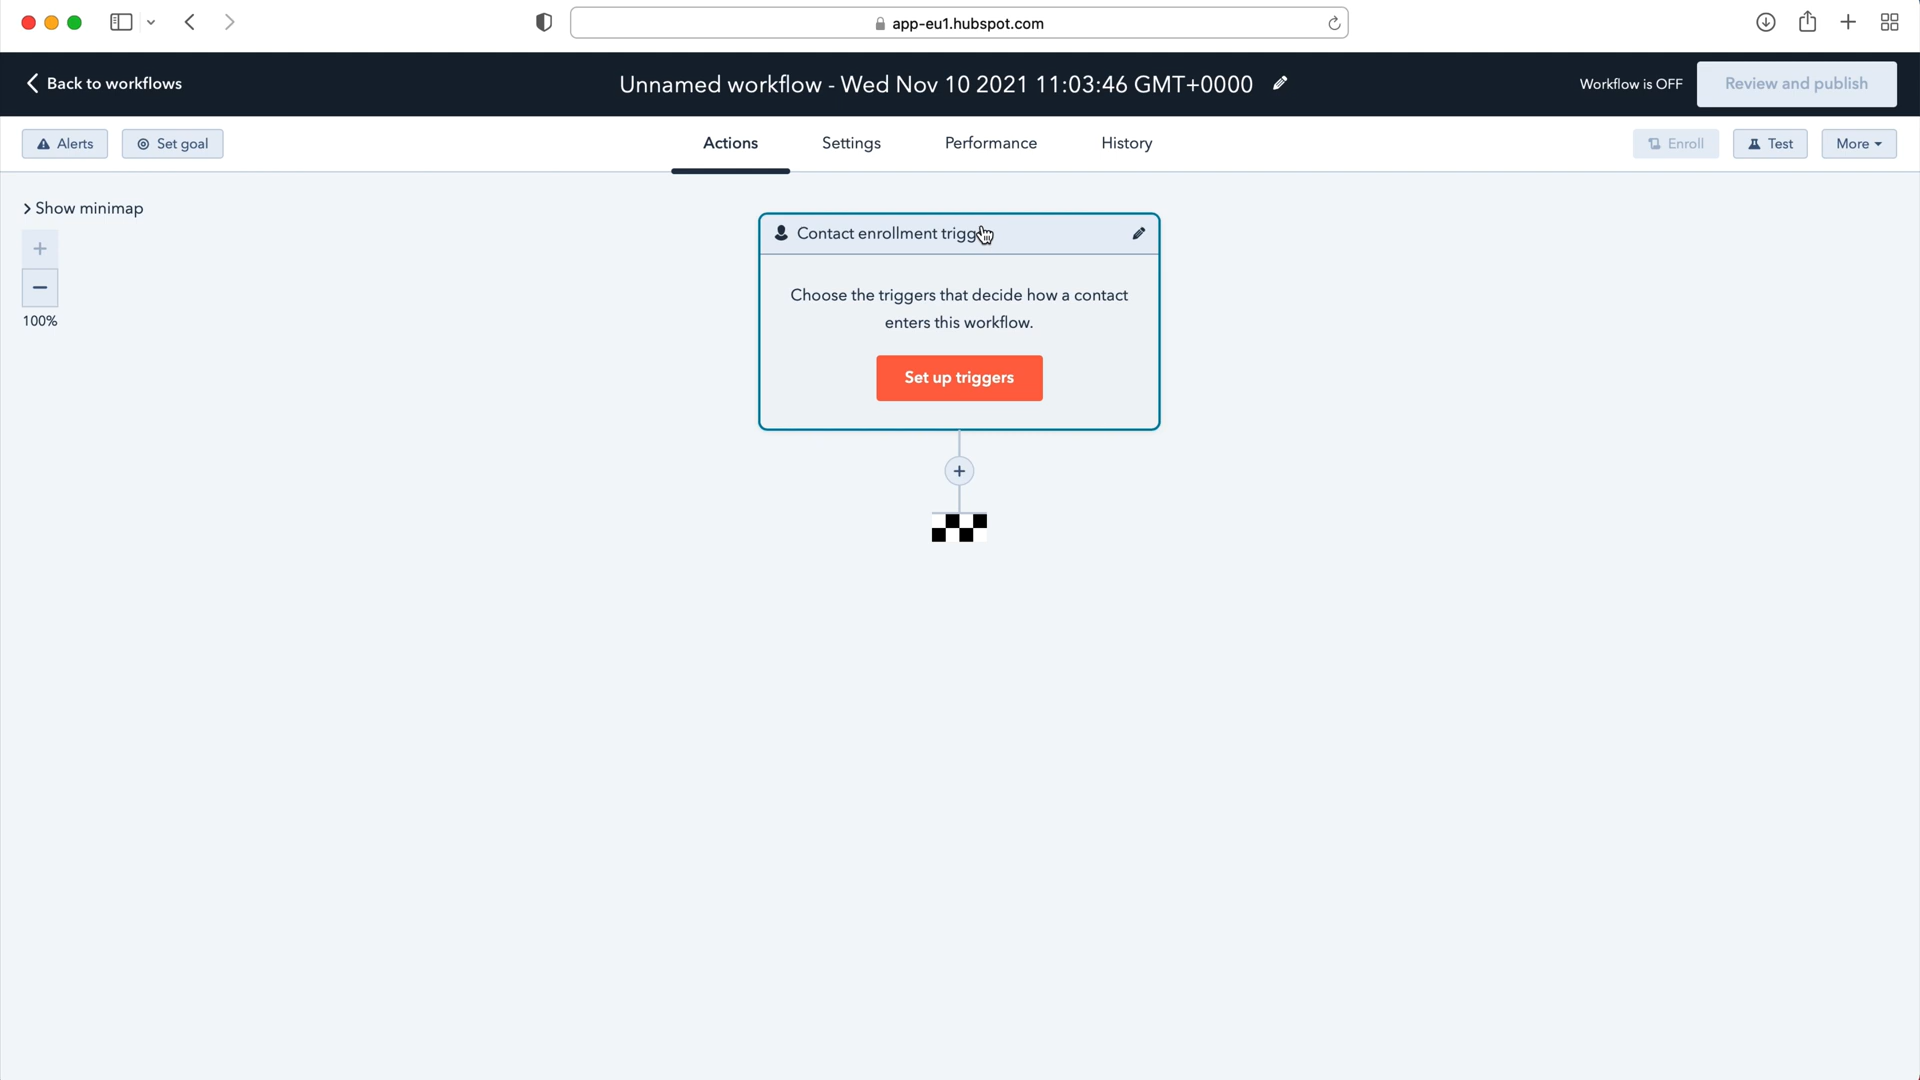 app-eu1.hubspot.com
Back to workflows
Unnamed workflow - Wed Nov 10 2021 11:03:46 GMT+0000
Workflow is OFF
Review and publish
Alerts
Set goal
Actions
Settings
Performance
History
Enroll
Test
More
Show minimap
100%
Contact enrollment
Choose the triggers that decide how a contact
enters this workflow.
Set up triggers